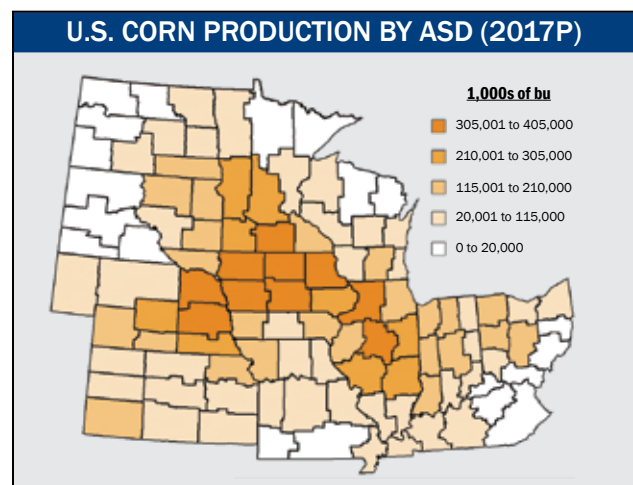 U.S. CORN PRODUCTION BY ASD (2017P)
1,000s of bu
305,001 to 405,000
210,001 to 305,000
115,001 to 210,000
20,001 to 115,000
0 to 20,000